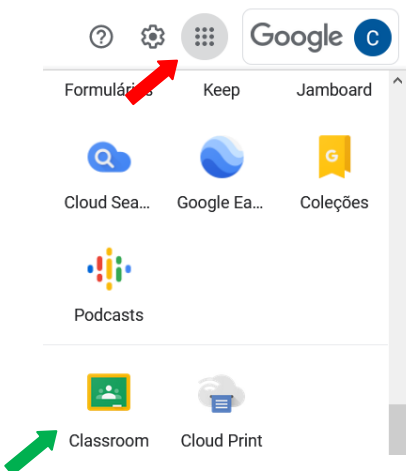 Google C
Formulários Keep Jamboard
Cloud Sea... Google Ea... Coleções
G
Podcasts
Classroom Cloud Print